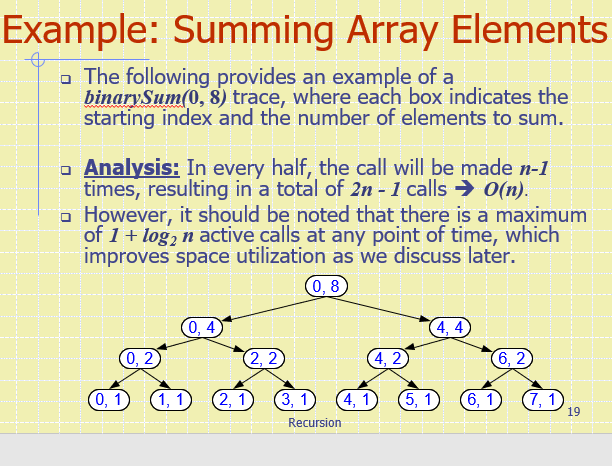 Example: Summing Array Elements
The following provides an example of a
binarySum(0, 8) trace, where each box indicates the
starting index and the number of elements to sum.
Analysis: In every half, the call will be made n-1
times, resulting in a total of 2n - 1 calls ➔ O(n).
However, it should be noted that there is a maximum
of 1 + log₂ n active calls at any point of time, which
improves space utilization as we discuss later.
0, 8
0, 4 4, 4
0, 2 2, 2 4, 2 6, 2
0, 1 1, 1 2, 1 3, 1 4, 1 5, 1 6, 1 7, 1
19
Recursion